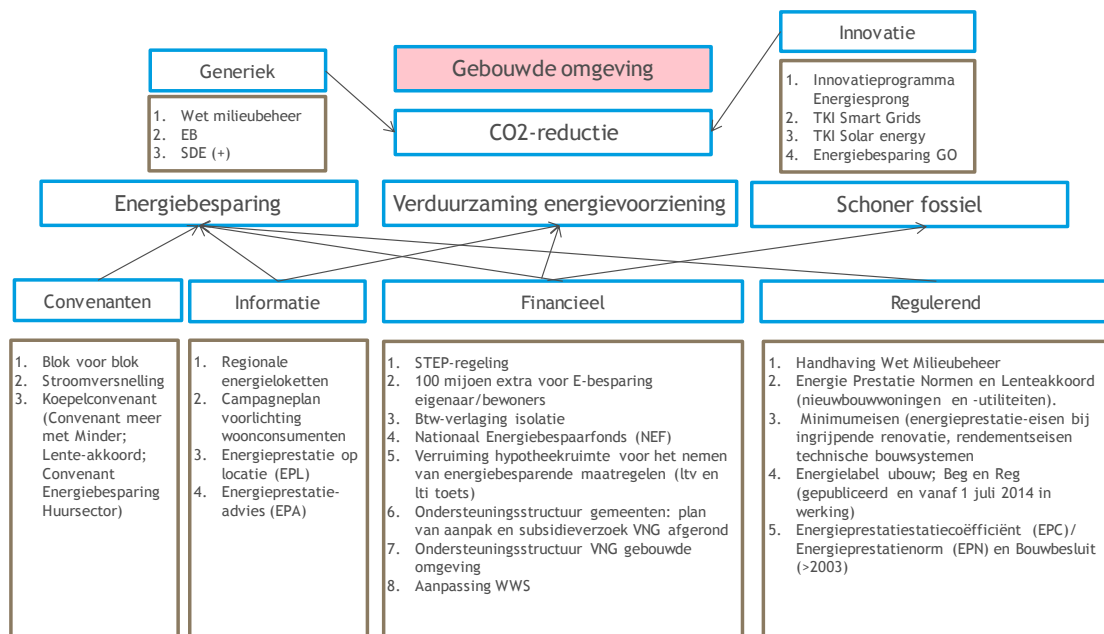 Innovatie
Generiek
Gebouwde omgeving
1. Innovatieprogramma
Energiesprong
2. TKI Smart Grids
3. TKI Solar energy
4. Energiebesparing GO
1. Wet milieubeheer
2. EB
3. SDE (+)
CO2-reductie
Energiebesparing
Verduurzaming energievoorziening
Schoner fossiel
Convenanten
Informatie
Financieel
Regulerend
1. Blok voor blok
2. Stroomversnelling
3. Koepelconvenant
(Convenant meer
met Minder;
Lente-akkoord;
Convenant
Energiebesparing
Huursector)
1. Regionale
energieloketten
2. Campagneplan
voorlichting
woonconsumenten
3. Energieprestatie op
locatie (EPL)
4. Energieprestatie-
advies (EPA)
1. STEP-regeling
2. 100 mijoen extra voor E-besparing
eigenaar/bewoners
3. Btw-verlaging isolatie
4. Nationaal Energiebespaarfonds (NEF)
5. Verruiming hypotheekruimte voor het nemen
van energiebesparende maatregelen (ltv en
lti toets)
6. Ondersteuningsstructuur gemeenten: plan
van aanpak en subsidieverzoek VNG afgerond
7. Ondersteuningsstructuur VNG gebouwde
omgeving
8. Aanpassing WWS
1. Handhaving Wet Milieubeheer
2. Energie Prestatie Normen en Lenteakkoord
(nieuwbouwwoningen en -utiliteiten).
3. Minimumeisen (energieprestatie-eisen bij
ingrijpende renovatie, rendementseisen
technische bouwsystemen
4. Energielabel ubouw; Beg en Reg
(gepubliceerd en vanaf 1 juli 2014 in
werking)
5. Energieprestatiestatiecoëfficiënt (EPC)/
Energieprestatienorm (EPN) en Bouwbesluit
(>2003)